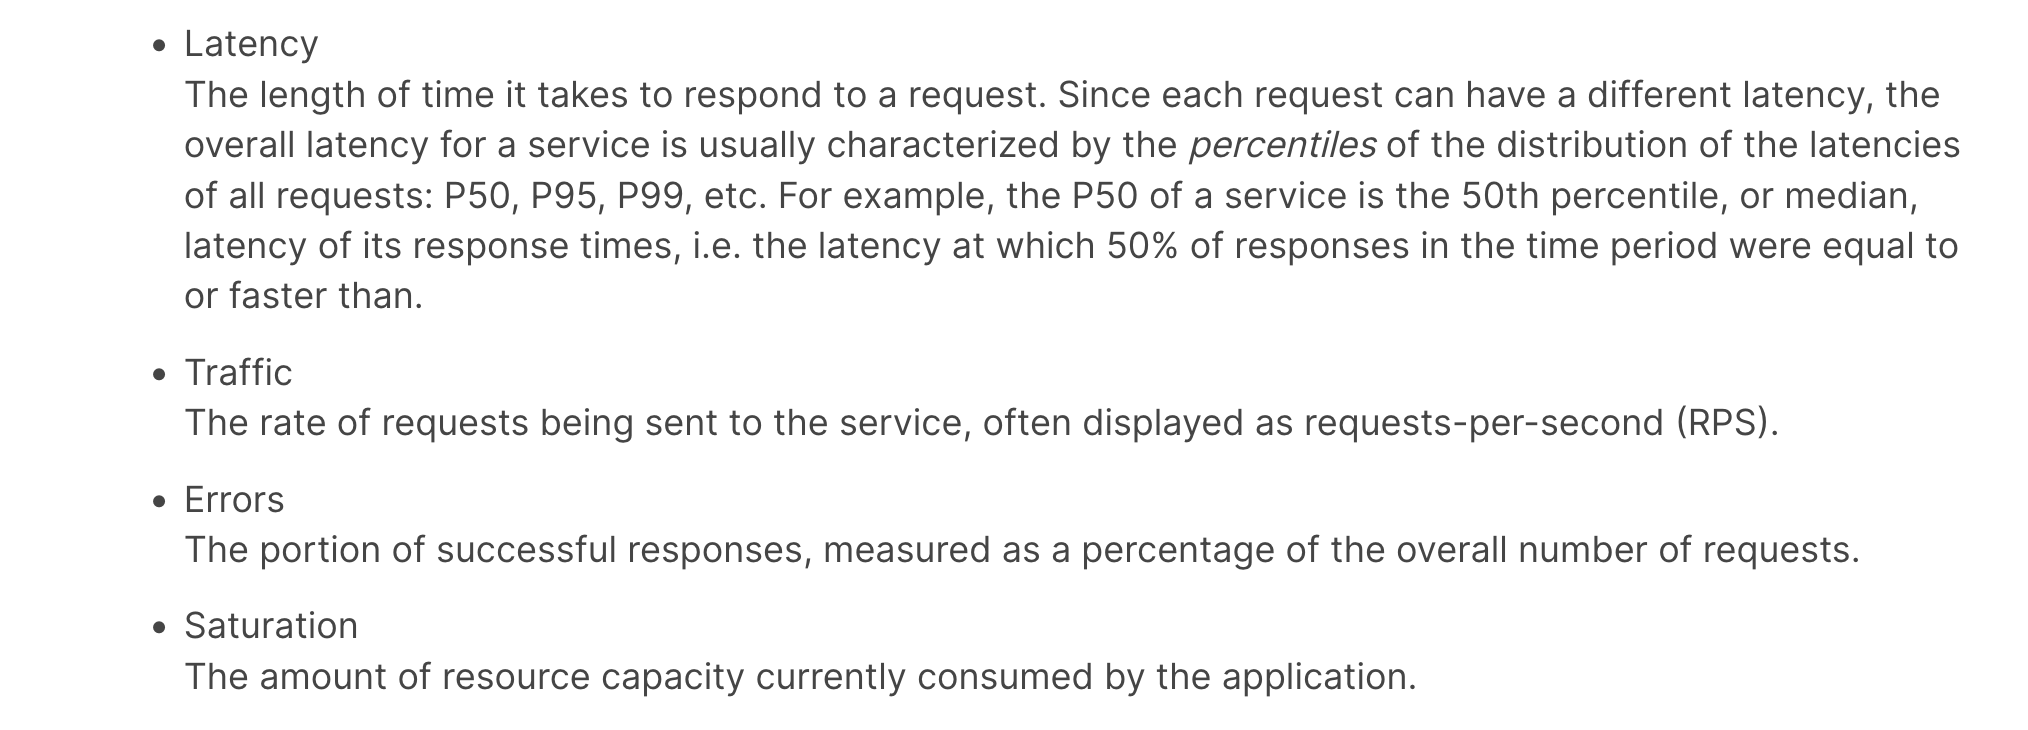 • Latency
The length of time it takes to respond to a request. Since each request can have a different latency, the
overall latency for a service is usually characterized by the percentiles of the distribution of the latencies
of all requests: P50, P95, P99, etc. For example, the P50 of a service is the 50th percentile, or median,
latency of its response times, i.e. the latency at which 50% of responses in the time period were equal to
or faster than.
• Traffic
The rate of requests being sent to the service, often displayed as requests-per-second (RPS).
• Errors
The portion of successful responses, measured as a percentage of the overall number of requests.
• Saturation
The amount of resource capacity currently consumed by the application.